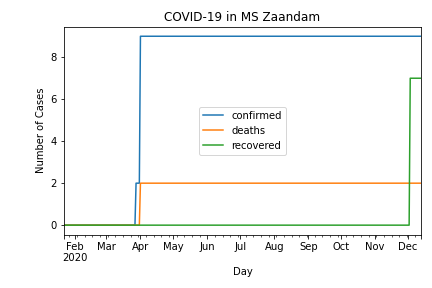 COVID-19 in MS Zaandam
Number of Cases
8
6
4
2
0
confirmed
deaths
recovered
Feb Mar Apr May Jun Jul Aug Sep Oct Nov Dec
2020
Day